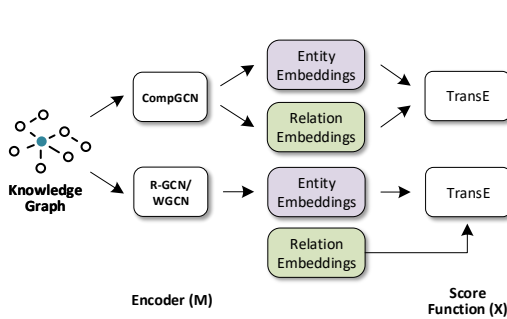 Entity
Embeddings
CompGCN
TransE
Relation
Embeddings
Knowledge
Graph
R-GCN/
WGCN
Entity
Embeddings
TransE
Relation
Embeddings
Encoder (M)
Score
Function (X)